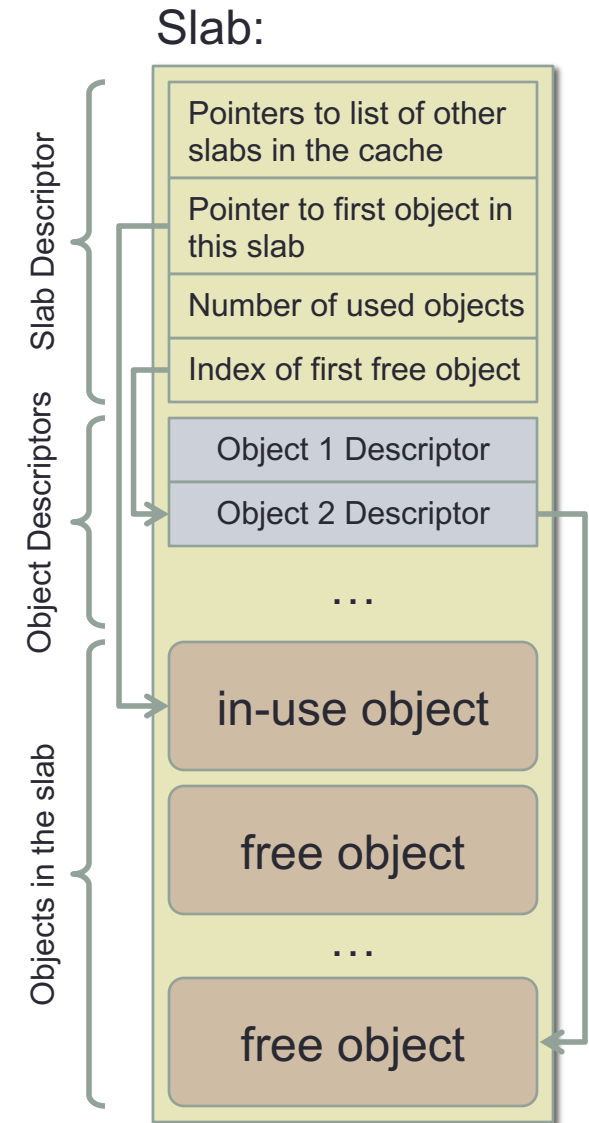 Slab:
Slab Descriptor
Pointers to list of other
slabs in the cache
Pointer to first object in
this slab
Number of used objects
Index of first free object
Object Descriptors
Object 1 Descriptor
Object 2 Descriptor
...
Objects in the slab
in-use object
free object
...
free object